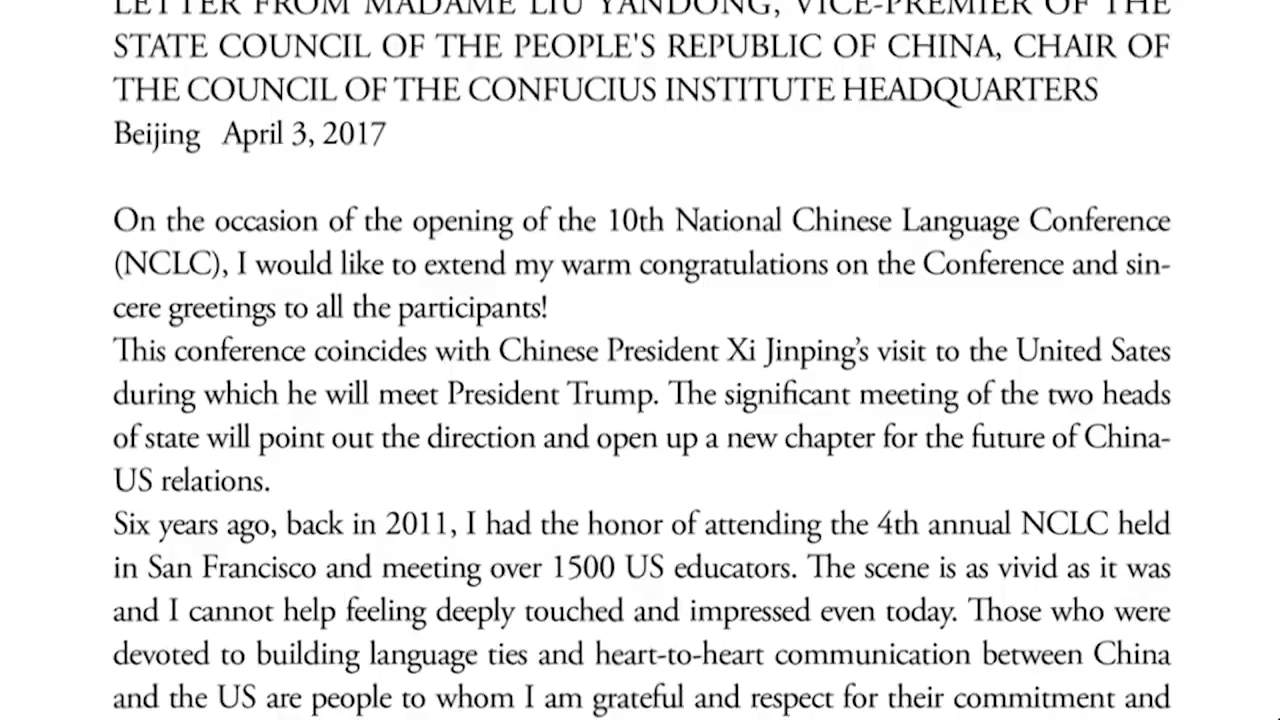 LETTER FROM MADAME LIU YANDONG, VICE-PREMIER OF THE
STATE COUNCIL OF THE PEOPLE'S REPUBLIC OF CHINA, CHAIR OF
THE COUNCIL OF THE CONFUCIUS INSTITUTE HEADQUARTERS
Beijing April 3, 2017
On the occasion of the opening of the 10th National Chinese Language Conference
(NCLC), I would like to extend my warm congratulations on the Conference and sin-
cere greetings to all the participants!
This conference coincides with Chinese President Xi Jinping’s visit to the United Sates
during which he will meet President Trump. The significant meeting of the two heads
of state will point out the direction and open up a new chapter for the future of China-
US relations.
Six years ago, back in 2011, I had the honor of attending the 4th annual NCLC held
in San Francisco and meeting over 1500 US educators. The scene is as vivid as it was
and I cannot help feeling deeply touched and impressed even today. Those who were
devoted to building language ties and heart-to-heart communication between China
and the US are people to whom I am grateful and respect for their commitment and